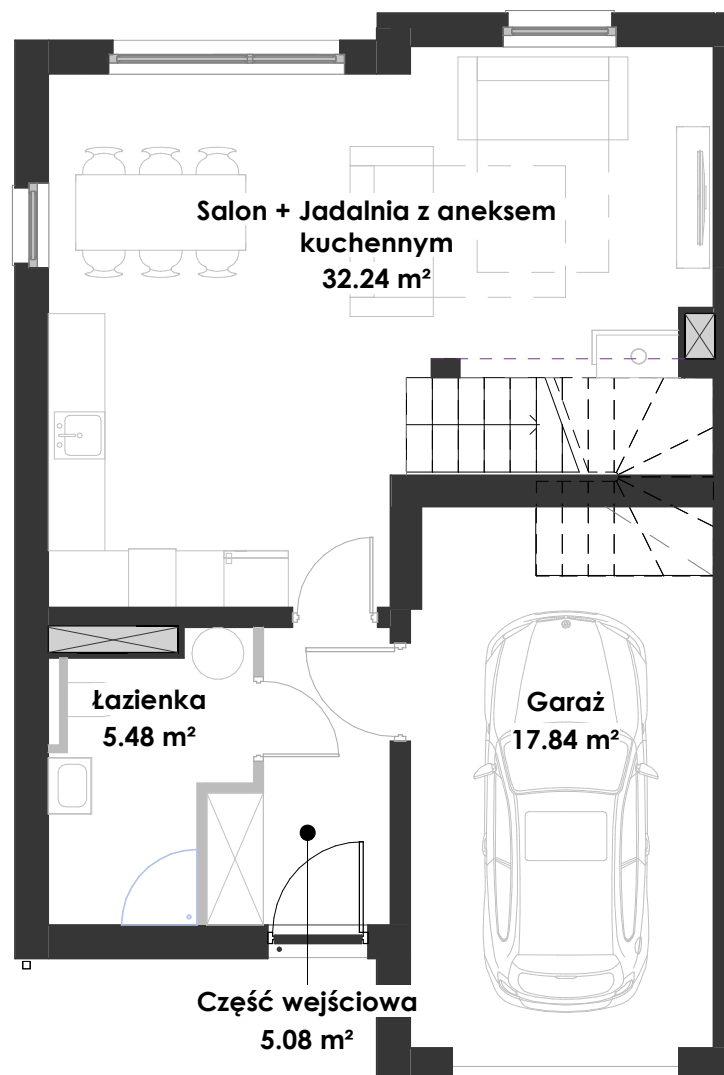 Salon + Jadalnia z aneksem
kuchennym
32.24 m²
Łazienka
5.48 m²
Garaż
17.84 m²
Część wejściowa
5.08 m²